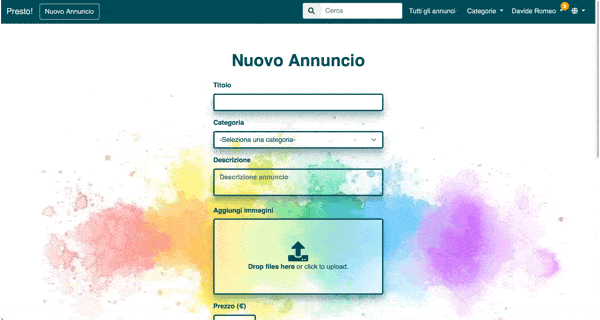 Presto! Nuovo Annuncio Cerca Tutti gli annunci Categorie Davide Romeo
Nuovo Annuncio
Titolo
Categoria
-Seleziona una categoria-
Descrizione
Descrizione annuncio
Aggiungi immagini
Drop files here or click to upload.
Prezzo (€)